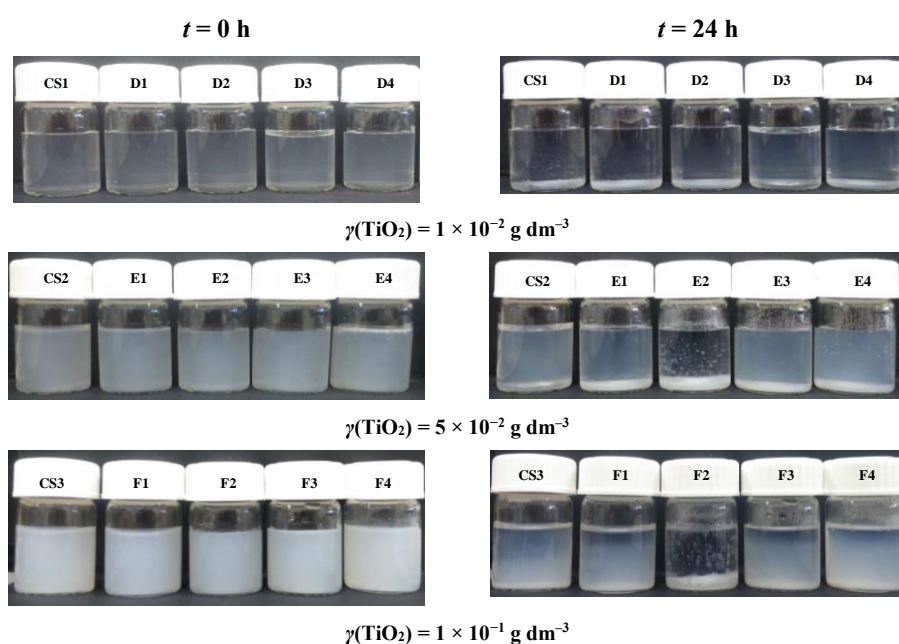 t = 0 h t = 24 h
CS1 D1 D2 D3 D4 CS1 D1 D2 D3 D4
γ(TiO₂) = 1 × 10⁻² g dm⁻³
CS2 E1 E2 E3 E4 CS2 E1 E2 E3 E4
γ(TiO₂) = 5 × 10⁻² g dm⁻³
CS3 F1 F2 F3 F4 CS3 F1 F2 F3 F4
γ(TiO₂) = 1 × 10⁻¹ g dm⁻³